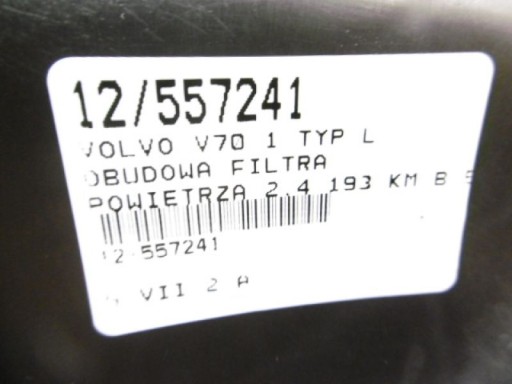 12/557241
VOLVO V70 1 TYP L
OBUDOWA FILTRA
POWIETRZA 2.4 193 KM B
12-557241
VII 2 A